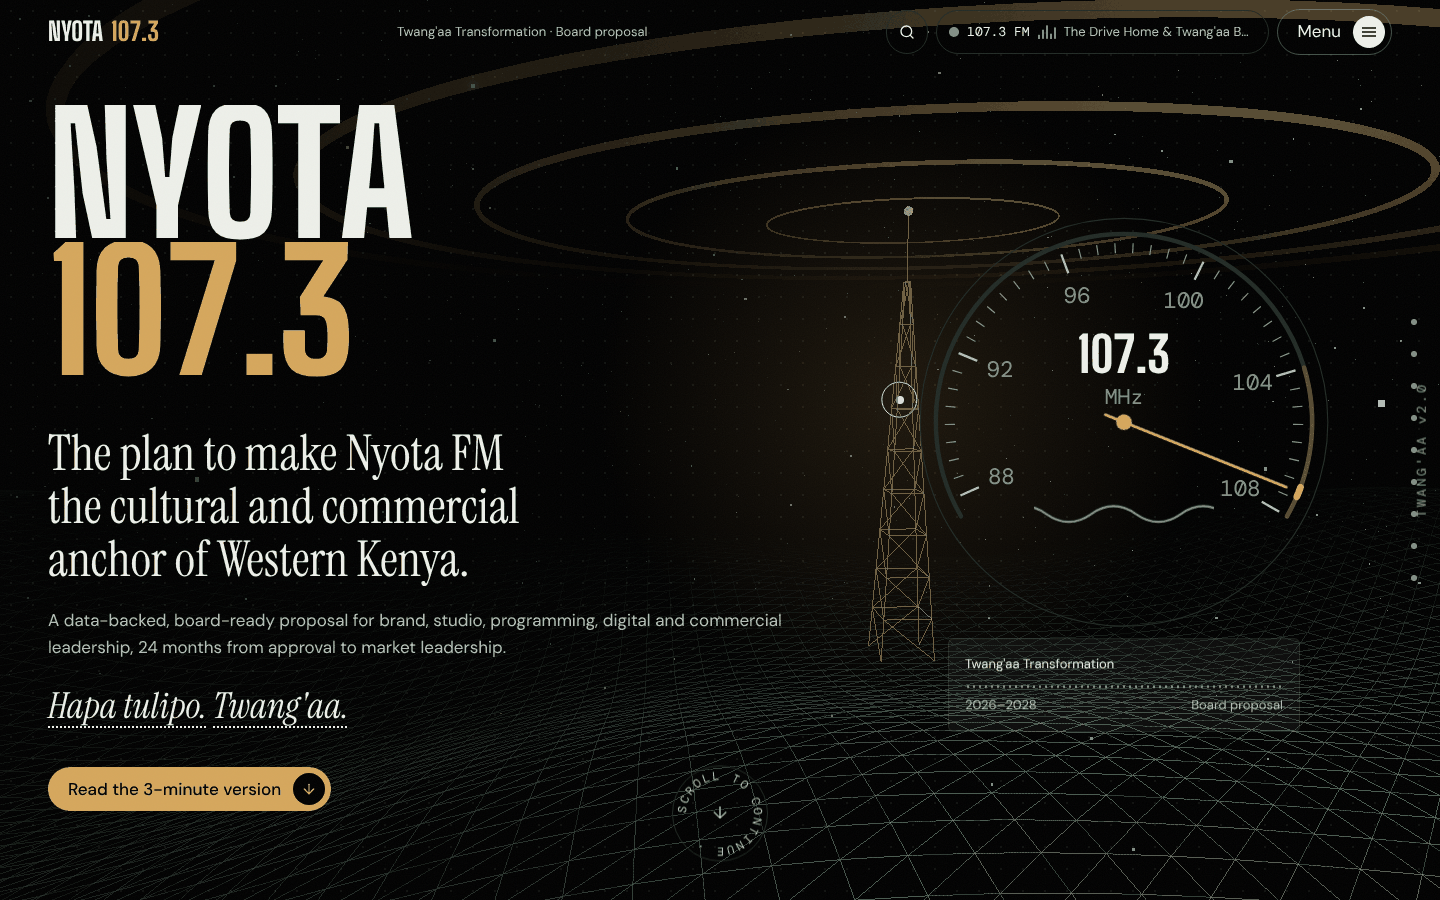 NYOTA 107.3
Twang'aa Transformation · Board proposal
107.3 FM
The Drive Home & Twang'aa B...
Menu
NYOTA
107.3
The plan to make Nyota FM
the cultural and commercial
anchor of Western Kenya.
A data-backed, board-ready proposal for brand, studio, programming, digital and commercial
leadership, 24 months from approval to market leadership.
Hapa tulipo. Twang'aa.
Read the 3-minute version
88
92
96
100
104
108
107.3
MHz
Twang'aa Transformation
2026–2028
Board proposal
SCROLL TO CONTINUE
TWANG'AA V2.0